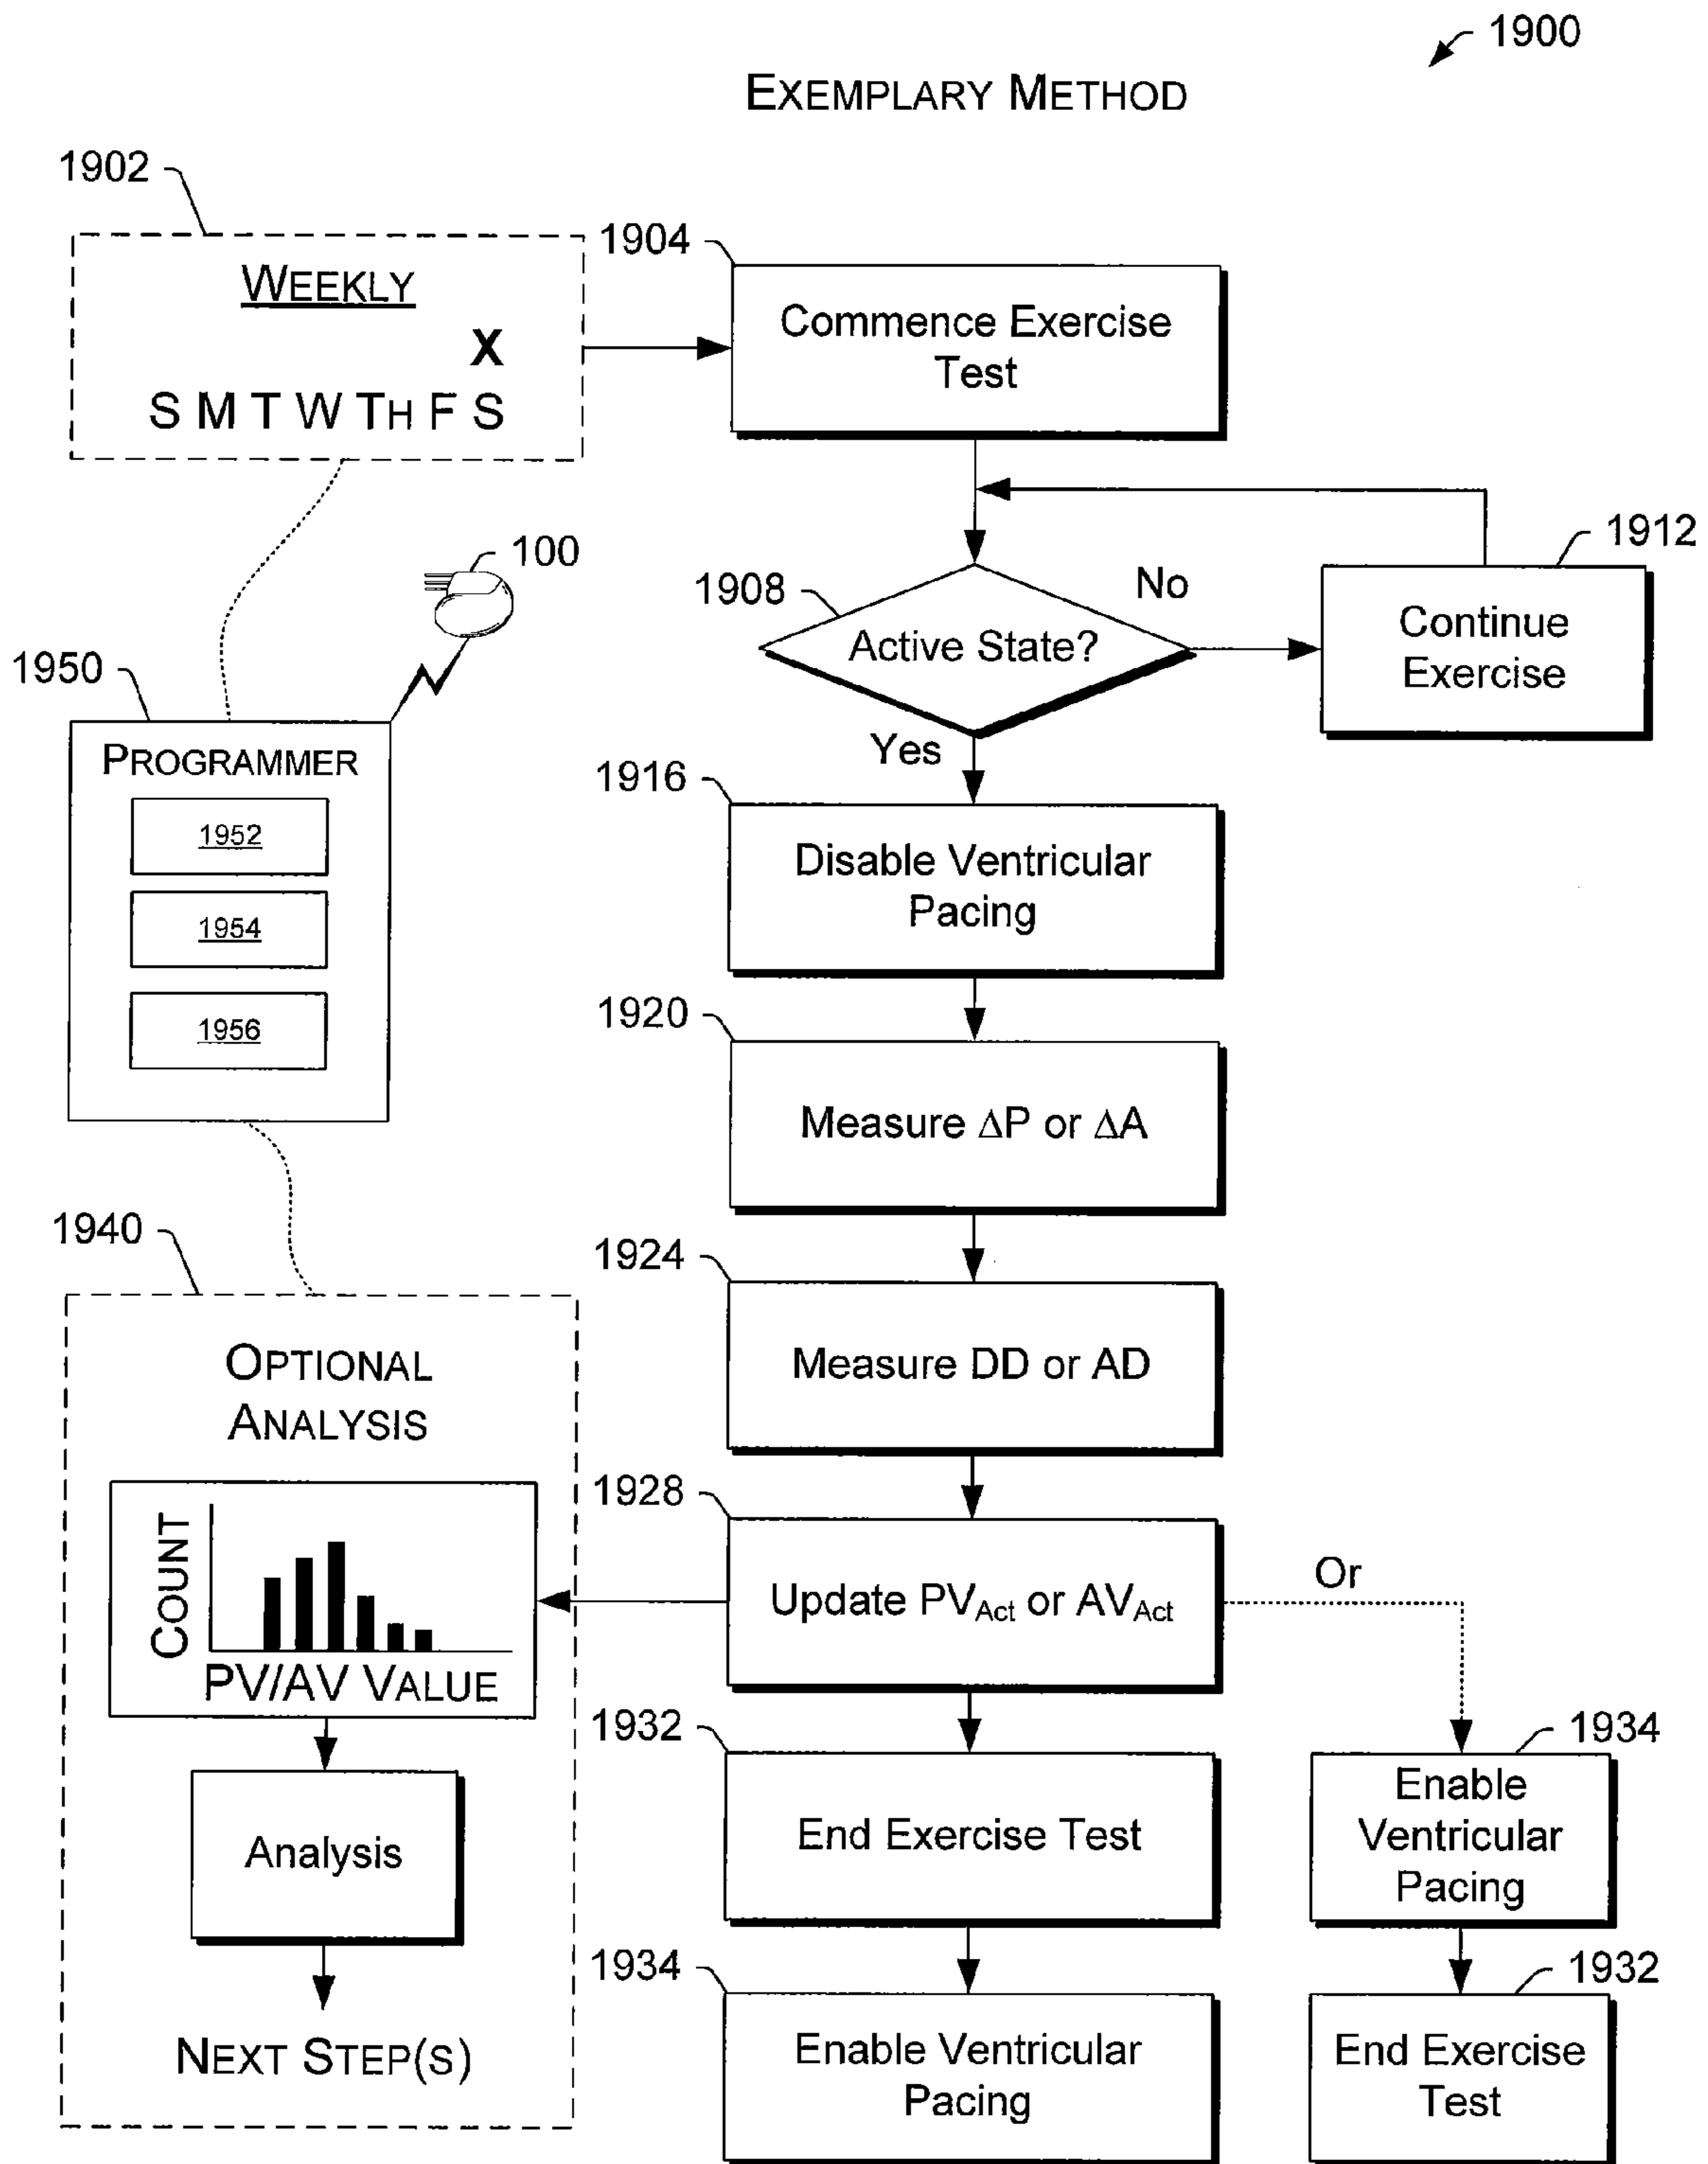 1900
EXEMPLARY METHOD
1902
WEEKLY
X
S M T W TH F S
1904
Commence Exercise
Test
1908
Active State?
No
1912
Continue
Exercise
Yes
100
1950
PROGRAMMER
1952
1954
1956
1916
Disable Ventricular
Pacing
1920
Measure ΔP or ΔA
1924
Measure DD or AD
1928
Update PVAct or AVAct
Or
1940
OPTIONAL
ANALYSIS
COUNT
PV/AV VALUE
Analysis
NEXT STEP(S)
1932
End Exercise Test
1934
Enable Ventricular
Pacing
1934
Enable
Ventricular
Pacing
1932
End Exercise
Test